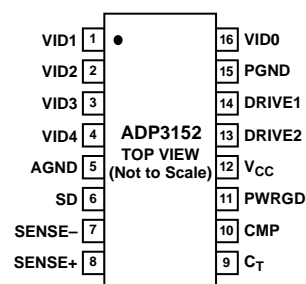 VID1 1 16 VID0
VID2 2 15 PGND
VID3 3 14 DRIVE1
VID4 4 ADP3152 13 DRIVE2
AGND 5 TOP VIEW 12 VCC
SD 6 (Not to Scale) 11 PWRGD
SENSE– 7 10 CMP
SENSE+ 8 9 CT